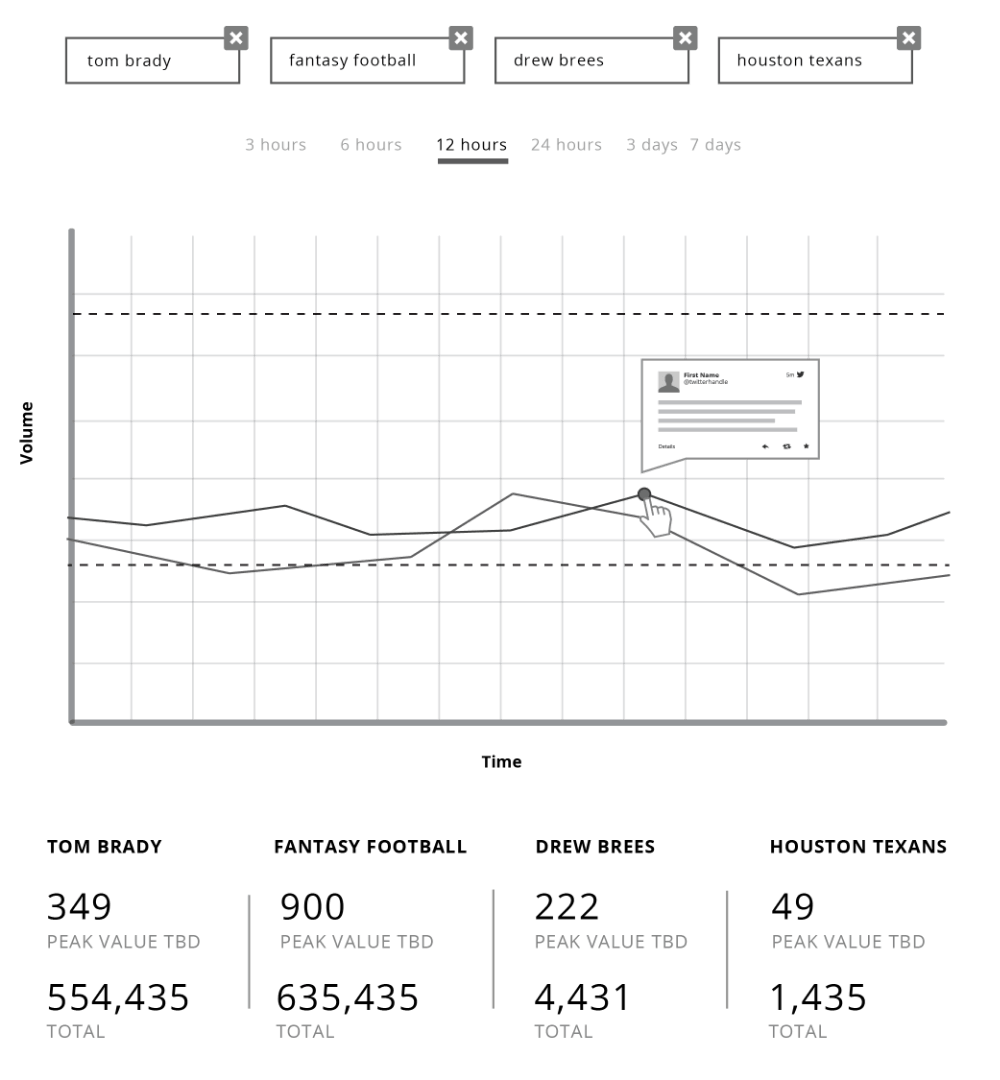 tom brady
fantasy football
drew brees
houston texans
3 hours 6 hours 12 hours 24 hours 3 days 7 days
Volume
First Name
5m
@twitterhandle
Details
Time
TOM BRADY
349
PEAK VALUE TBD
554,435
TOTAL
FANTASY FOOTBALL
900
PEAK VALUE TBD
635,435
TOTAL
DREW BREES
222
PEAK VALUE TBD
4,431
TOTAL
HOUSTON TEXANS
49
PEAK VALUE TBD
1,435
TOTAL